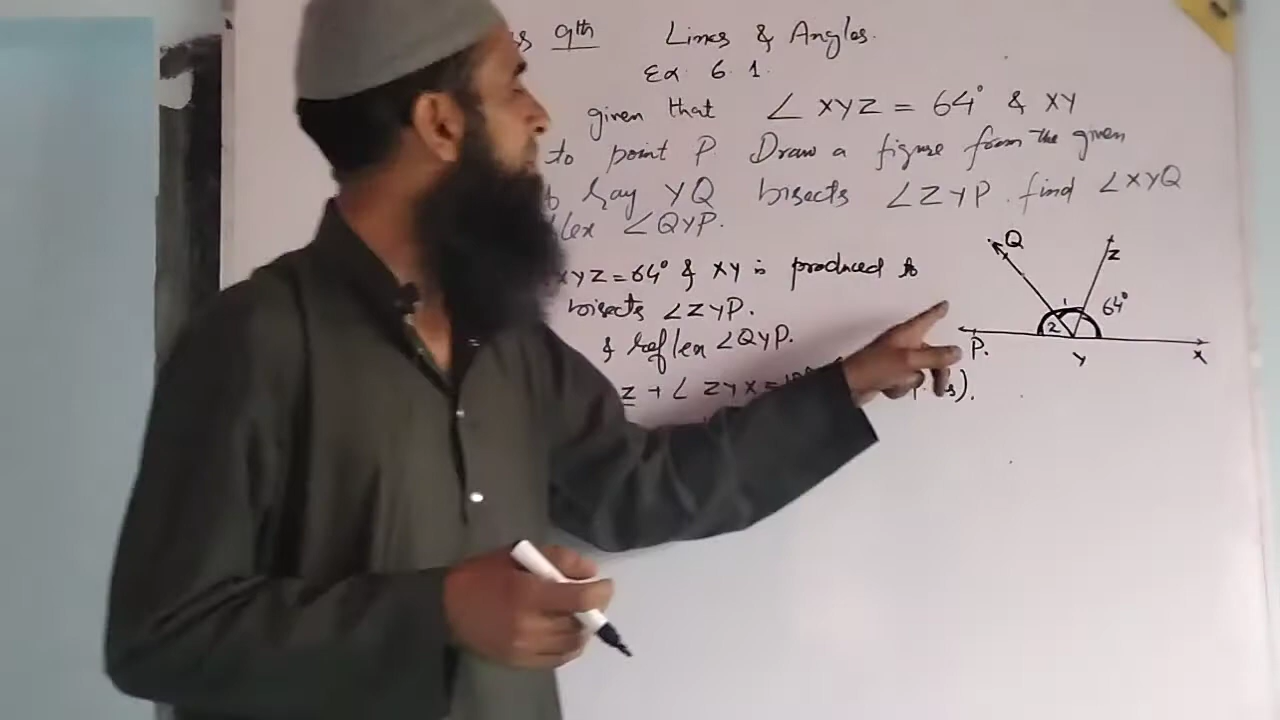 9th Lines & Angles.
Ex. 6.1.
given that ∠XYZ = 64° & XY
to point P Draw a figure from the given
ray YQ bisects ∠ZYP. find ∠XYQ
∠QYP.
XYZ = 64° & XY is produced to
bisects ∠ZYP.
& reflex ∠QYP.
Z + ∠ZYX =
Q
Z
1
64°
2
P.
Y
X